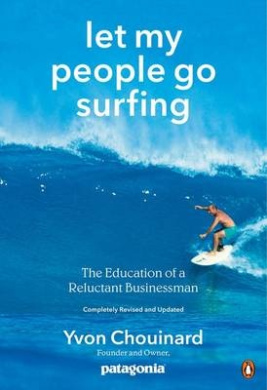 let my
people go
surfing
The Education of a
Reluctant Businessman
Completely Revised and Updated
Yvon Chouinard
Founder and Owner,
patagonia